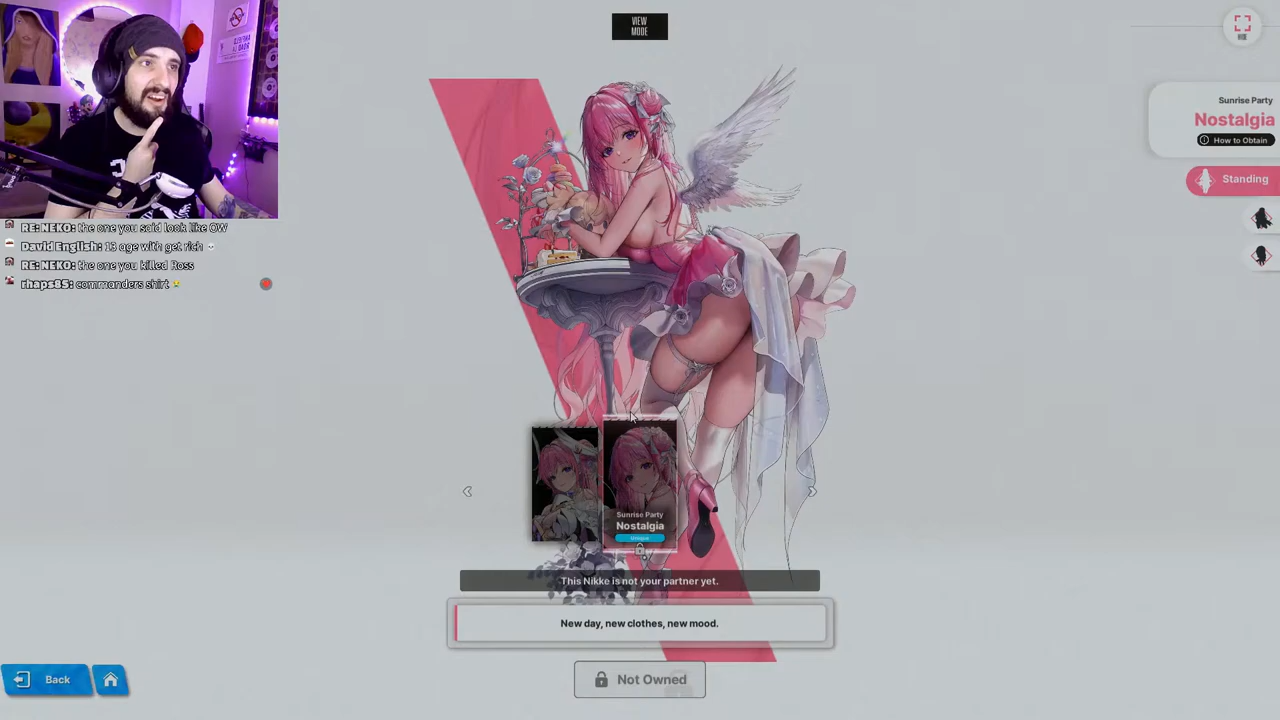 VIEW
MODE
Sunrise Party
Nostalgia
How to Obtain
Standing
RE: NEKO: the one you said look like OW
David English: 13 age with get rich
RE: NEKO: the one you killed Ross
rhaps85: commanders shirt
Sunrise Party
Nostalgia
Unique
This Nikke is not your partner yet.
New day, new clothes, new mood.
Back
Not Owned